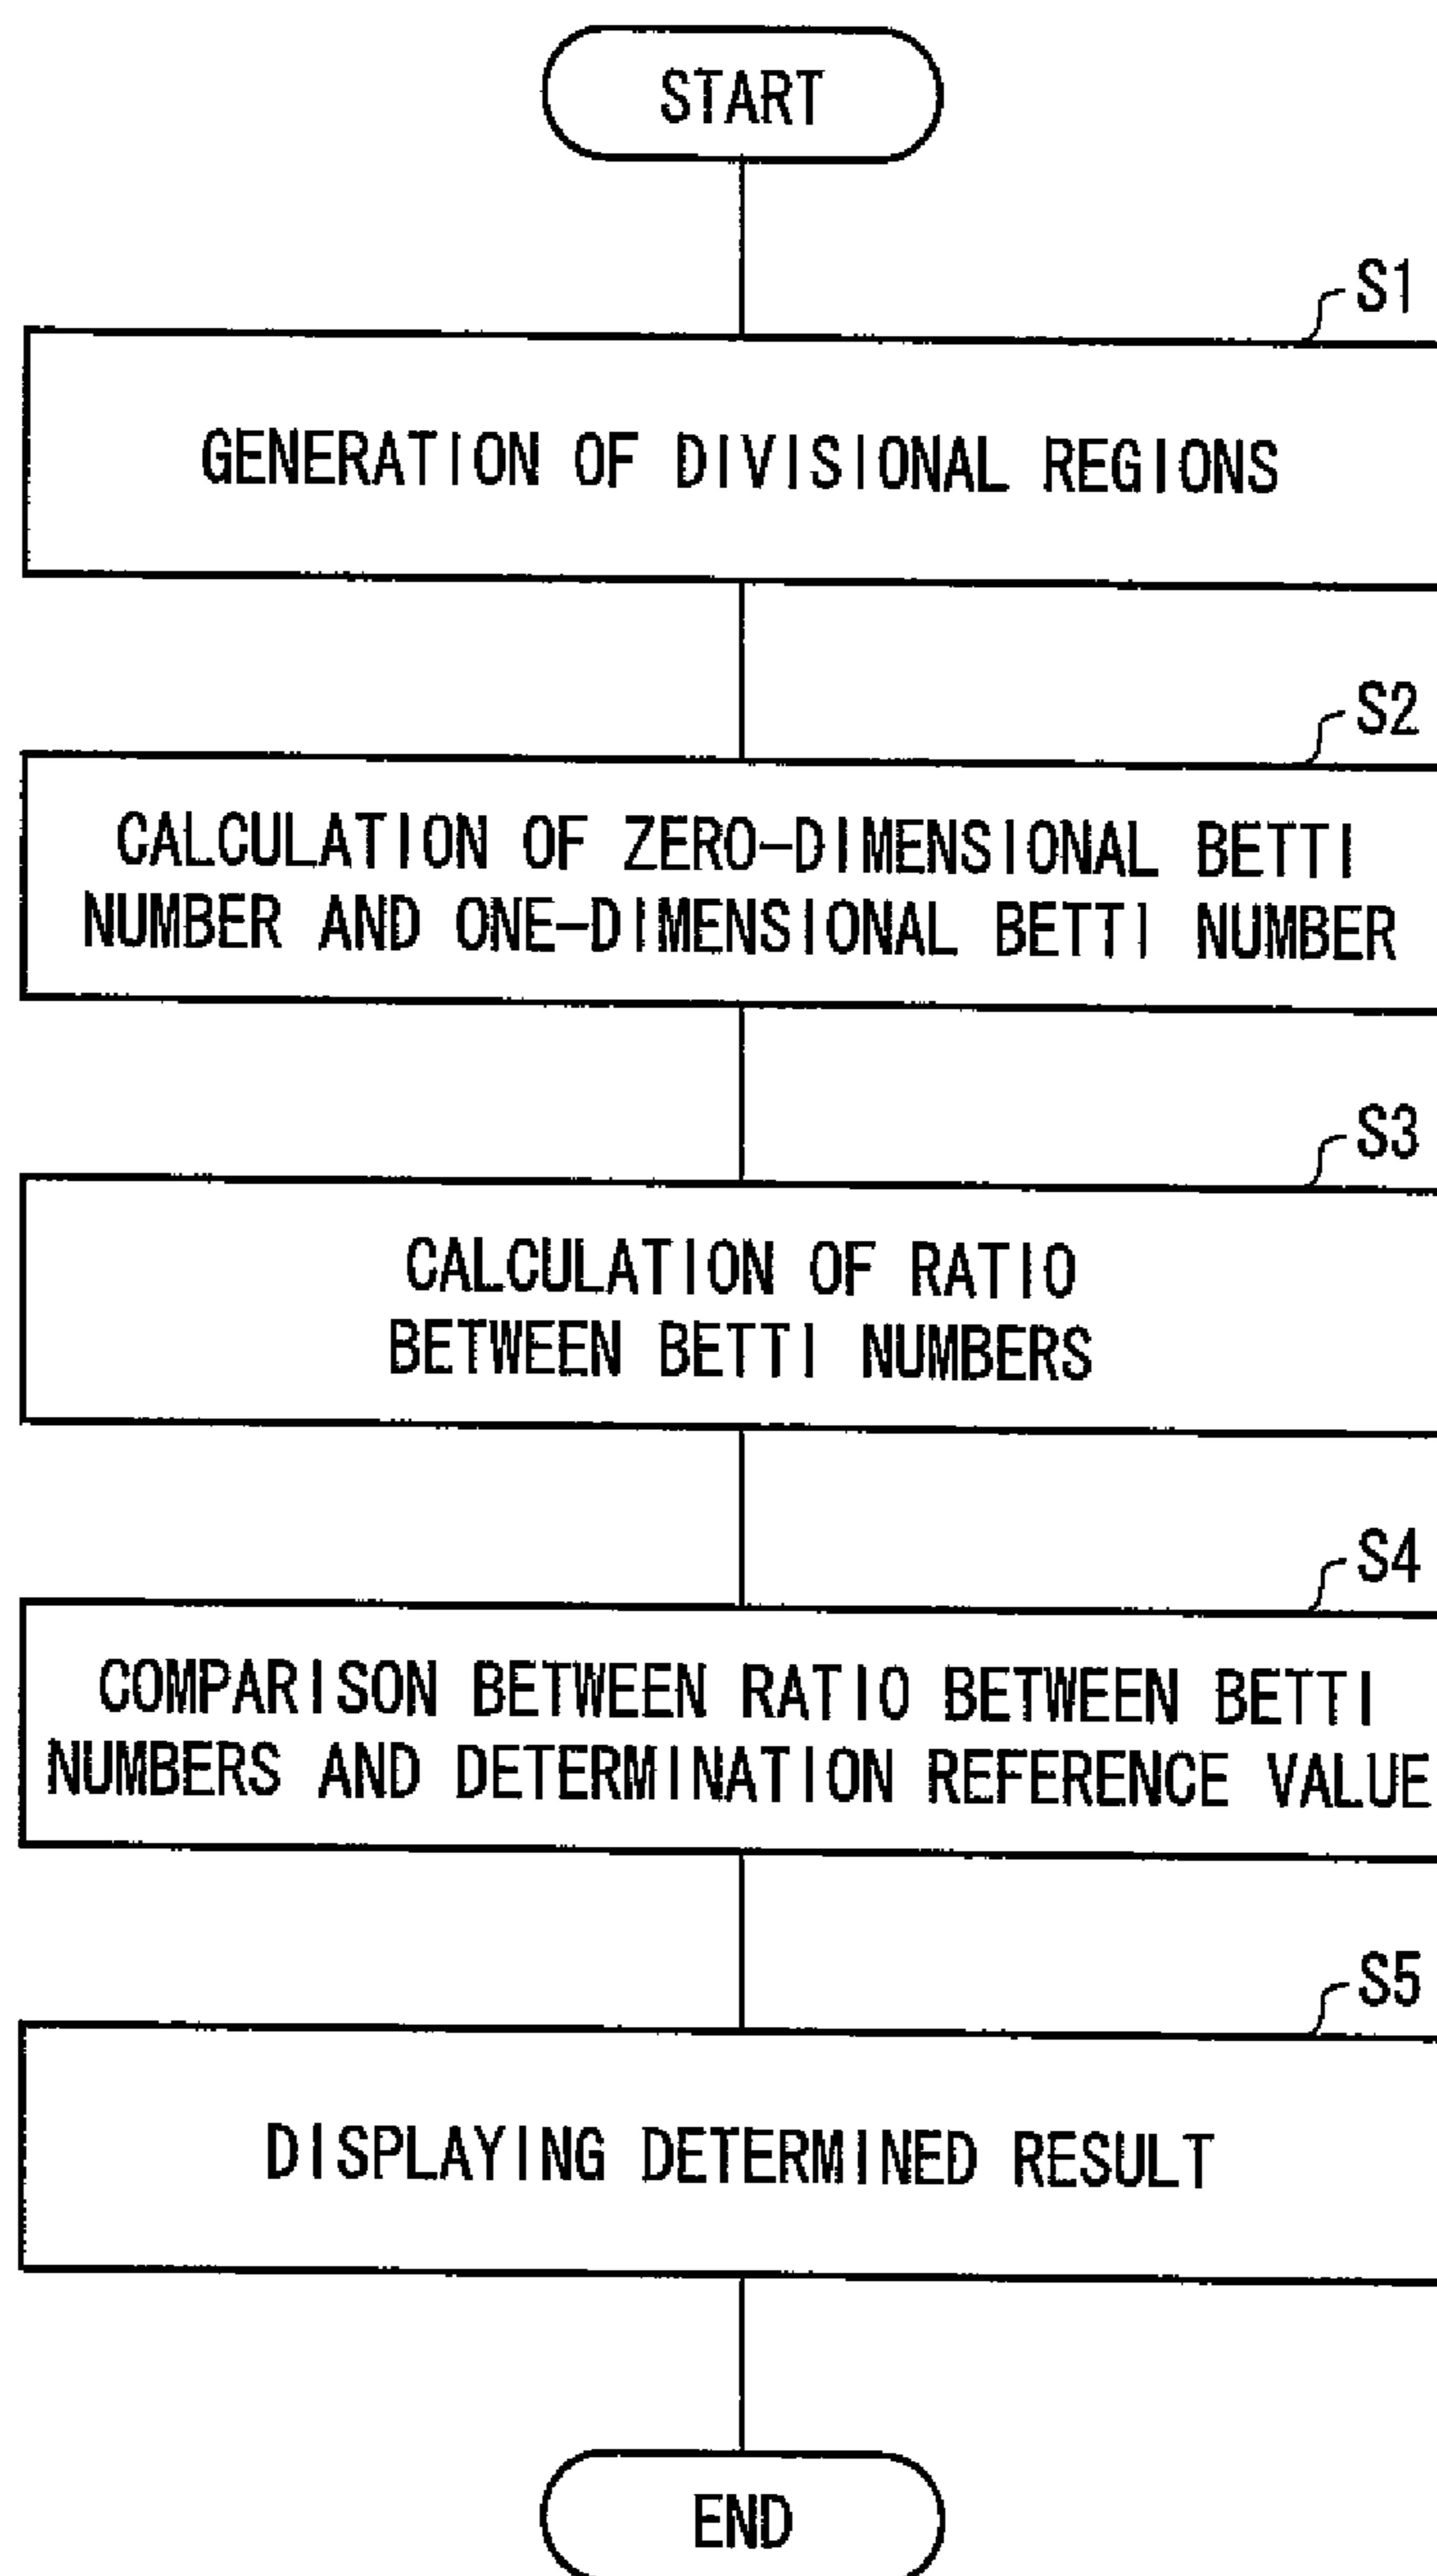 START
S1
GENERATION OF DIVISIONAL REGIONS
S2
CALCULATION OF ZERO-DIMENSIONAL BETTI
NUMBER AND ONE-DIMENSIONAL BETTI NUMBER
S3
CALCULATION OF RATIO
BETWEEN BETTI NUMBERS
S4
COMPARISON BETWEEN RATIO BETWEEN BETTI
NUMBERS AND DETERMINATION REFERENCE VALUE
S5
DISPLAYING DETERMINED RESULT
END